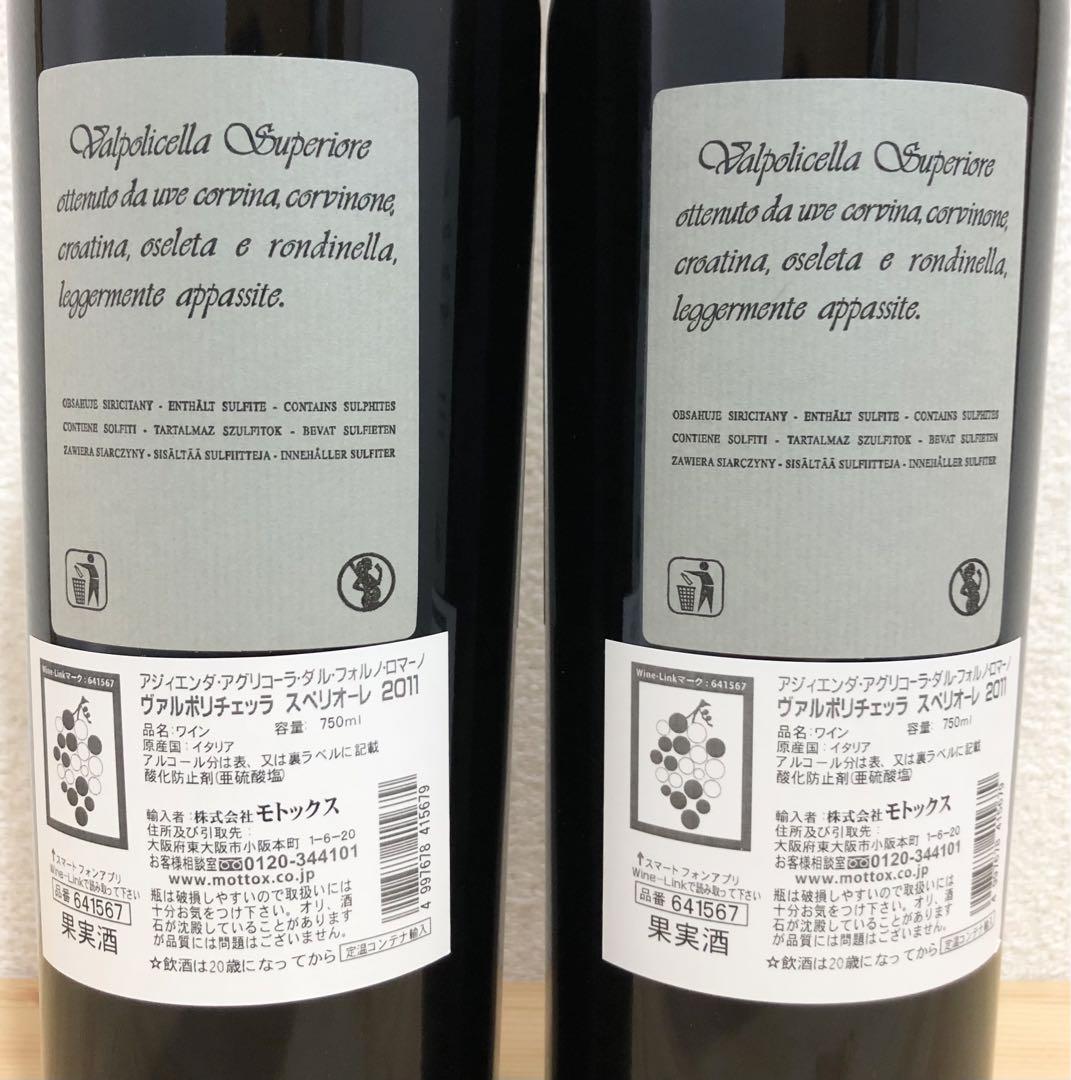 Valpolicella Superiore
ottenuto da uve corvina, corvinone,
croatina, oseleta e rondinella,
leggermente appassite.
OBSAHUJE SIRICITANY - ENTHÄLT SULFITE - CONTAINS SULPHITES
CONTIENE SOLFITI - TARTALMAZ SZULFITOK - BEVAT SULFIETEN
ZAWIERA SIARCZYNY - SISÄLTÄÄ SULFIITTEJA - INNEHÅLLER SULFITER
Wine-Linkマーク:641567
アジィエンダ・アグリコーラ・ダル・フォルノ・ロマーノ
ヴァルポリチェッラ スペリオーレ 2011
品名:ワイン 容量: 750ml
原産国:イタリア
アルコール分は表、又は裏ラベルに記載
酸化防止剤(亜硫酸塩)
輸入者:株式会社モトックス
住所及び引取先:
大阪府東大阪市小阪本町 1-6-20
お客様相談室 0120-344101
www.mottox.co.jp
↑スマートフォンアプリ
Wine-Linkで読み取って下さい
品番 641567
果実酒
瓶は破損しやすいので取扱いには
十分お気をつけ下さい。オリ、酒
石が沈殿していることがあります
が品質には問題はございません。
☆飲酒は20歳になってから 定温コンテナ輸入
4 997678 415679
Valpolicella Superiore
ottenuto da uve corvina, corvinone,
croatina, oseleta e rondinella,
leggermente appassite.
OBSAHUJE SIRICITANY - ENTHÄLT SULFITE - CONTAINS SULPHITES
CONTIENE SOLFITI - TARTALMAZ SZULFITOK - BEVAT SULFIETEN
ZAWIERA SIARCZYNY - SISÄLTÄÄ SULFIITTEJA - INNEHÅLLER SULFITER
Wine-Linkマーク:641567
アジィエンダ・アグリコーラ・ダル・フォルノ・ロマーノ
ヴァルポリチェッラ スペリオーレ 2011
品名:ワイン 容量: 750ml
原産国:イタリア
アルコール分は表、又は裏ラベルに記載
酸化防止剤(亜硫酸塩)
輸入者:株式会社モトックス
住所及び引取先:
大阪府東大阪市小阪本町 1-6-20
お客様相談室 0120-344101
www.mottox.co.jp
↑スマートフォンアプリ
Wine-Linkで読み取って下さい
品番 641567
果実酒
瓶は破損しやすいので取扱いには
十分お気をつけ下さい。オリ、酒
石が沈殿していることがあります
が品質には問題はございません。
☆飲酒は20歳になってから 定温コンテナ輸入
4 997678 415679